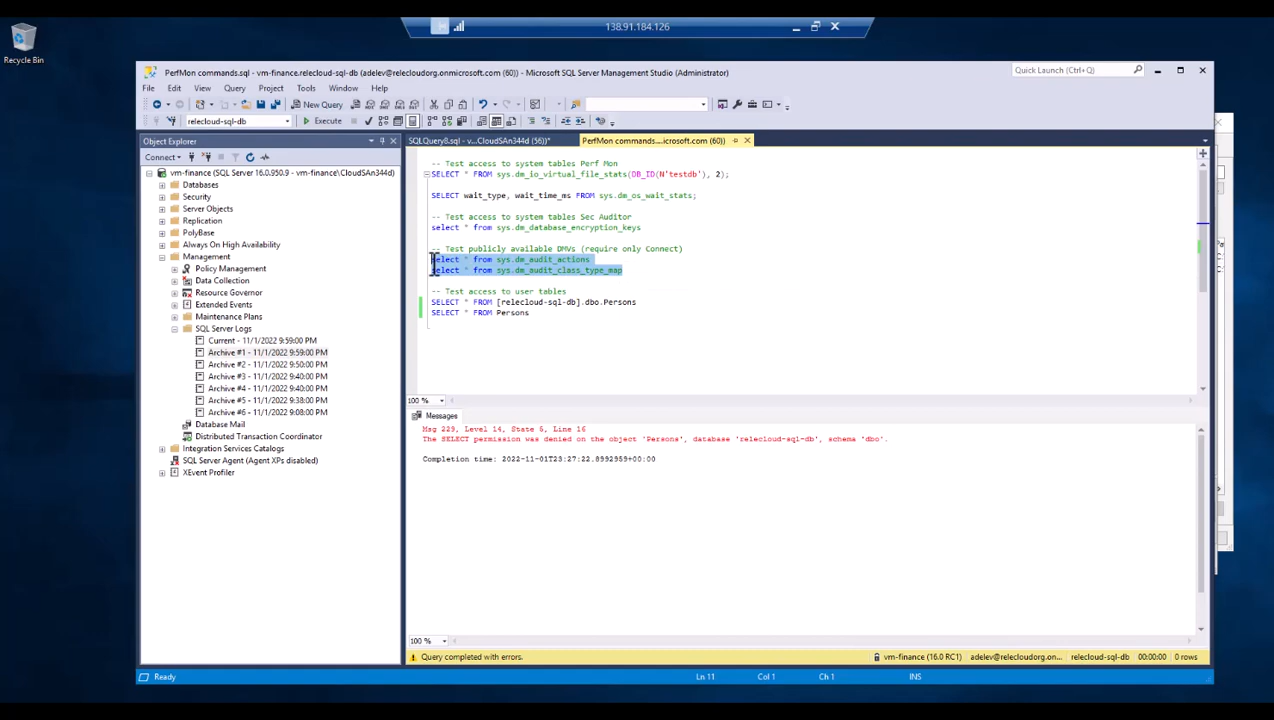 138.91.184.126
Recycle Bin
PerfMon commands.sql - vm-finance.relecloud-sql-db (adelev@relecloudorg.onmicrosoft.com (60)) - Microsoft SQL Server Management Studio (Administrator)
Quick Launch (Ctrl+Q)
File Edit View Query Project Tools Window Help
New Query
relecloud-sql-db
Execute
Object Explorer
SQLQuery8.sql - v...CloudSAn344d (56))*
PerfMon commands....icrosoft.com (60))
Connect
vm-finance (SQL Server 16.0.950.9 - vm-finance\CloudSAn344d)
Databases
Security
Server Objects
Replication
PolyBase
Always On High Availability
Management
Policy Management
Data Collection
Resource Governor
Extended Events
Maintenance Plans
SQL Server Logs
Current - 11/1/2022 9:59:00 PM
Archive #1 - 11/1/2022 9:59:00 PM
Archive #2 - 11/1/2022 9:50:00 PM
Archive #3 - 11/1/2022 9:40:00 PM
Archive #4 - 11/1/2022 9:40:00 PM
Archive #5 - 11/1/2022 9:38:00 PM
Archive #6 - 11/1/2022 9:08:00 PM
Database Mail
Distributed Transaction Coordinator
Integration Services Catalogs
SQL Server Agent (Agent XPs disabled)
XEvent Profiler
-- Test access to system tables Perf Mon
SELECT * FROM sys.dm_io_virtual_file_stats(DB_ID(N'testdb'), 2);
SELECT wait_type, wait_time_ms FROM sys.dm_os_wait_stats;
-- Test access to system tables Sec Auditor
select * from sys.dm_database_encryption_keys
-- Test publicly available DMVs (require only Connect)
select * from sys.dm_audit_actions
select * from sys.dm_audit_class_type_map
-- Test access to user tables
SELECT * FROM [relecloud-sql-db].dbo.Persons
SELECT * FROM Persons
100 %
Messages
Msg 229, Level 14, State 5, Line 16
The SELECT permission was denied on the object 'Persons', database 'relecloud-sql-db', schema 'dbo'.
Completion time: 2022-11-01T23:27:22.8992959+00:00
100 %
Query completed with errors.
vm-finance (16.0 RC1)
adelev@relecloudorg.on...
relecloud-sql-db
00:00:00
0 rows
Ready
Ln 11
Col 1
Ch 1
INS